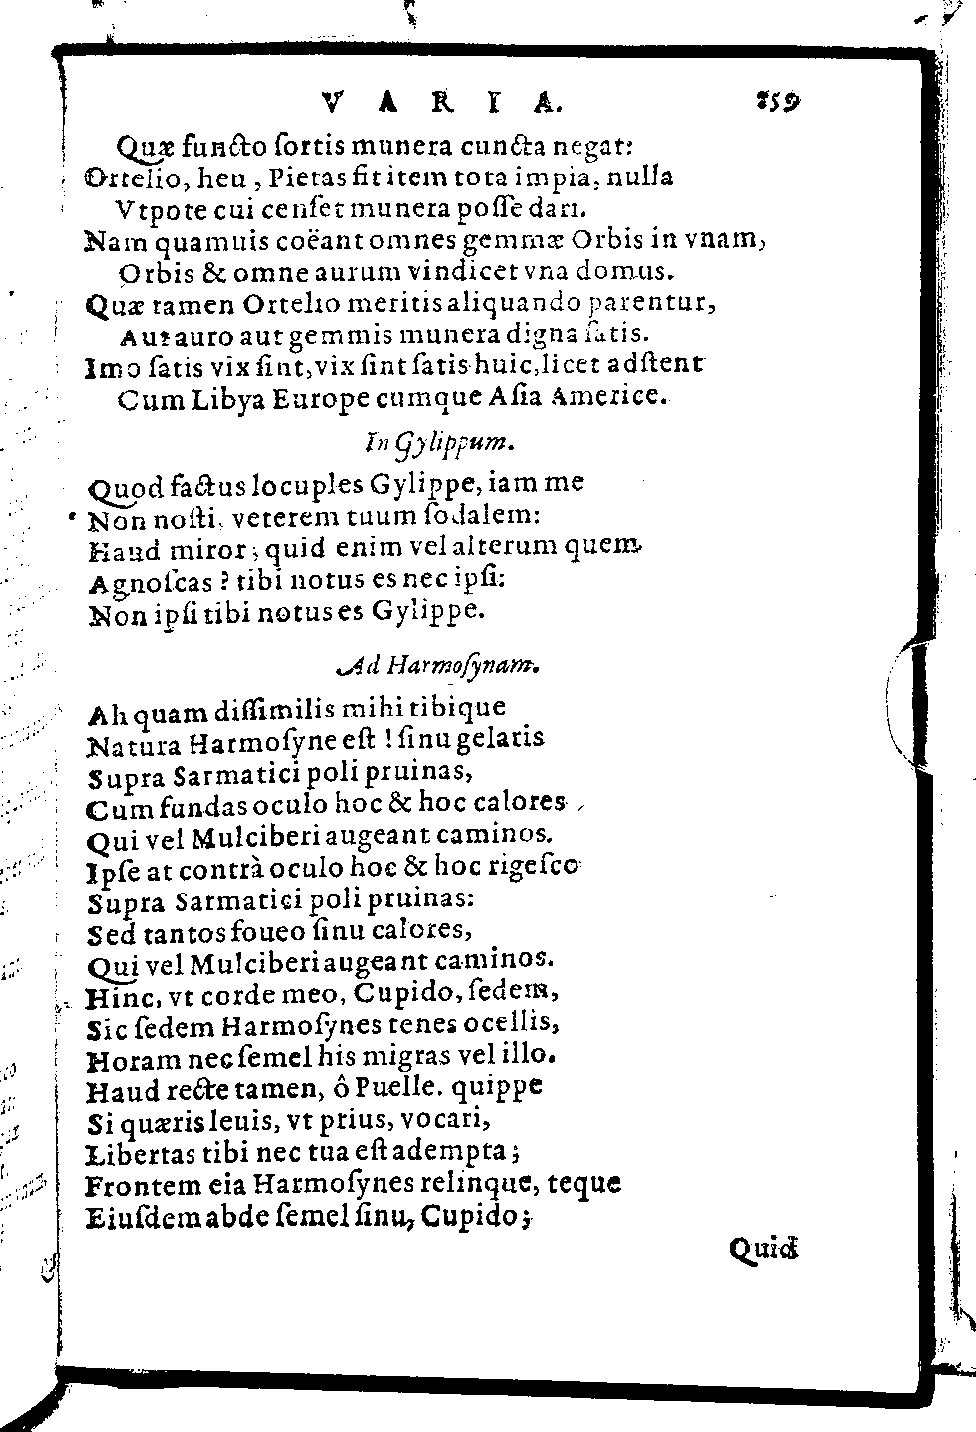 VARIA. 159
Quæ functo ſortis munera cuncta negat:
Ortelio, heu, Pietas ſit item tota impia, nulla
Vtpote cui cenſet munera poſſe dari.
Nam quamuis coëant omnes gemmæ Orbis in vnam,
Orbis & omne aurum vindicet vna domus.
Quæ tamen Ortelio meritis aliquando parentur,
Aut auro aut gemmis munera digna ſatis.
Imo ſatis vix ſint, vix ſint ſatis huic, licet adſtent
Cum Libya Europe cumque Aſia Americe.
In Gylippum.
Quod factus locuples Gylippe, iam me
Non noſti, veterem tuum ſodalem:
Haud miror; quid enim vel alterum quem
Agnoſcas? tibi notus es nec ipſi:
Non ipſi tibi notus es Gylippe.
Ad Harmoſynam.
Ah quam diſſimilis mihi tibique
Natura Harmoſyne eſt! ſinu gelatis
Supra Sarmatici poli pruinas,
Cum fundas oculo hoc & hoc calores,
Qui vel Mulciberi augeant caminos.
Ipſe at contrà oculo hoc & hoc rigeſco
Supra Sarmatici poli pruinas:
Sed tantos foueo ſinu calores,
Qui vel Mulciberi augeant caminos.
Hinc, vt corde meo, Cupido, ſedem,
Sic ſedem Harmoſynes tenes ocellis,
Horam nec ſemel his migras vel illo.
Haud recte tamen, ô Puelle. quippe
Si quæris leuis, vt prius, vocari,
Libertas tibi nec tua eſt adempta;
Frontem eia Harmoſynes relinque, teque
Eiuſdem abde ſemel ſinu, Cupido;
Quid